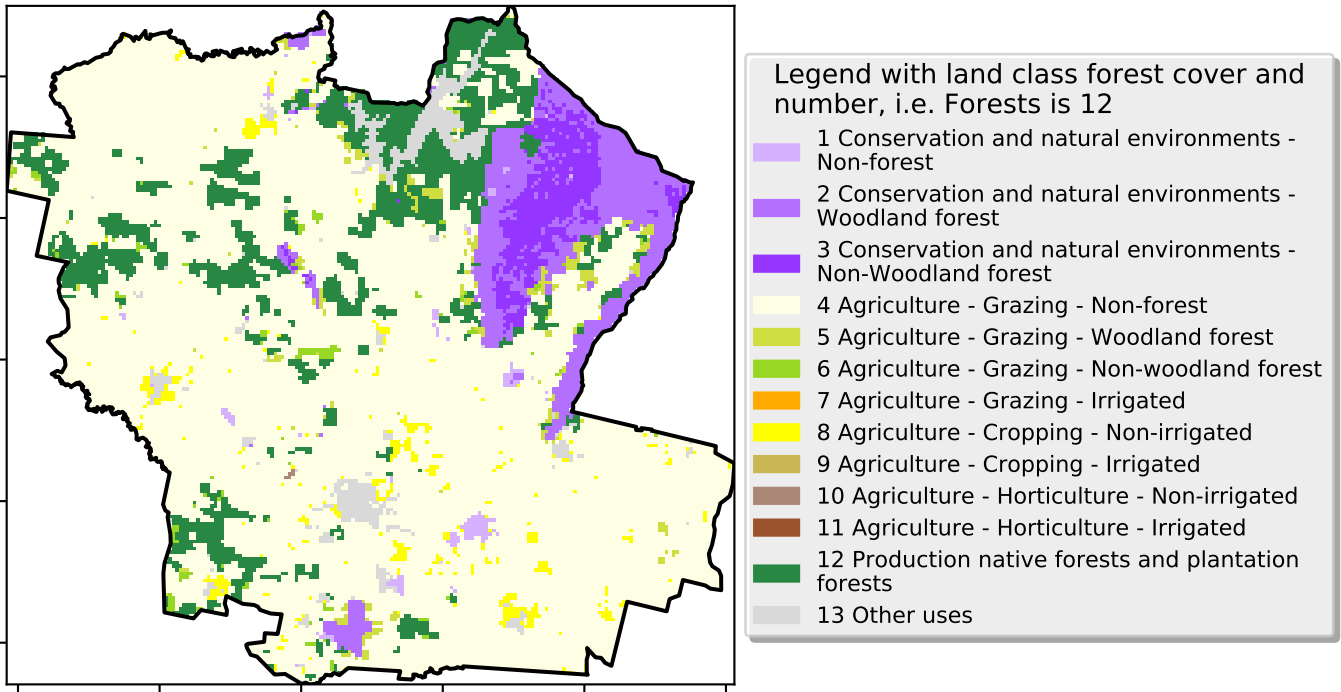 Legend with land class forest cover and
number, i.e. Forests is 12
1 Conservation and natural environments -
Non-forest
2 Conservation and natural environments -
Woodland forest
3 Conservation and natural environments -
Non-Woodland forest
4 Agriculture - Grazing - Non-forest
5 Agriculture - Grazing - Woodland forest
6 Agriculture - Grazing - Non-woodland forest
7 Agriculture - Grazing - Irrigated
8 Agriculture - Cropping - Non-irrigated
9 Agriculture - Cropping - Irrigated
10 Agriculture - Horticulture - Non-irrigated
11 Agriculture - Horticulture - Irrigated
12 Production native forests and plantation
forests
13 Other uses